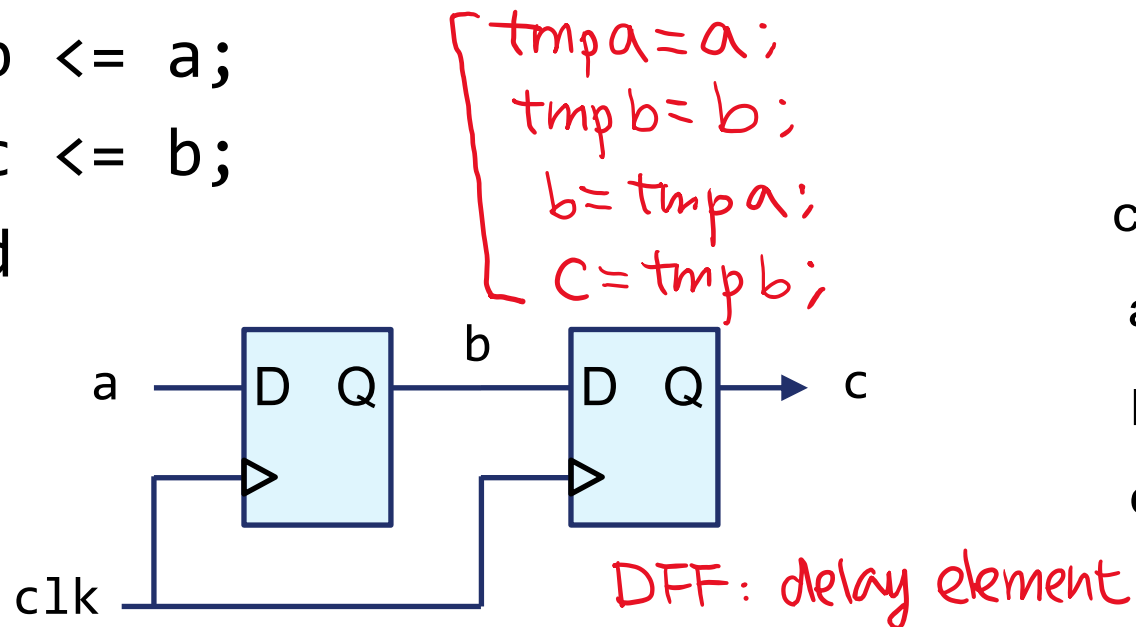 <= a;
<= b;
tmpa = a;
tmpb = b;
b = tmpa;
c = tmpb;
b
a D Q D Q c
clk
DFF: delay element